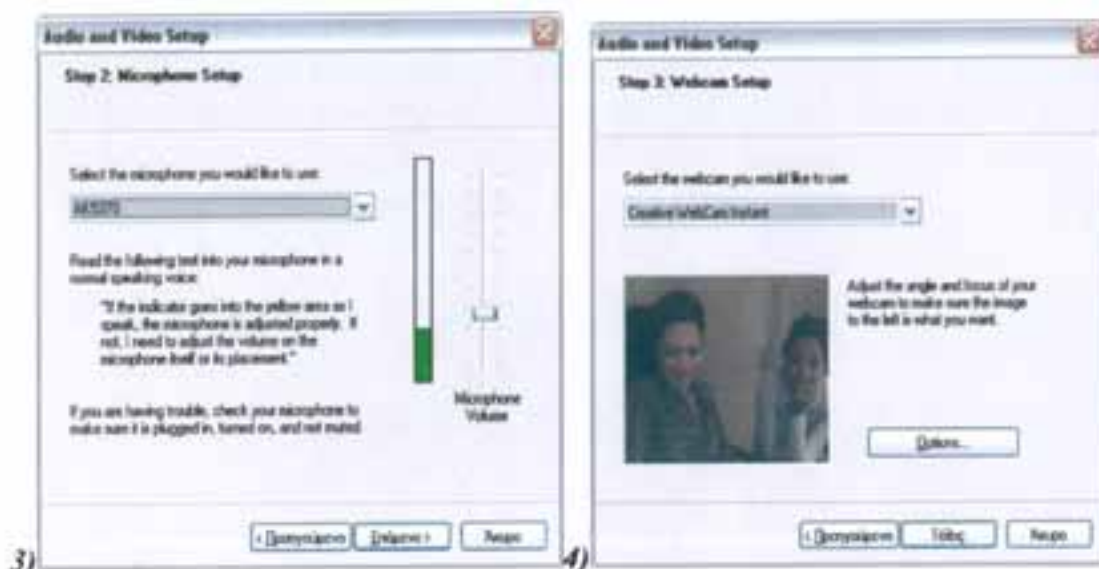 Audio and Video Setup
Step 2: Microphone Setup
Select the microphone you would like to use:
Read the following text into your microphone in a
normal speaking voice:
"If the indicator goes into the yellow area as I
speak, the microphone is adjusted properly. If
not, I need to adjust the volume on the
microphone itself or its placement."
If you are having trouble, check your microphone to
make sure it is plugged in, turned on, and not muted.
Microphone
Volume
< Προηγούμενο
Επόμενο >
Άκυρο
3)
Audio and Video Setup
Step 3: Webcam Setup
Select the webcam you would like to use:
Creative WebCam Instant
Adjust the angle and focus of your
webcam to make sure the image
to the left is what you want.
Options...
< Προηγούμενο
Τέλος
Άκυρο
4)